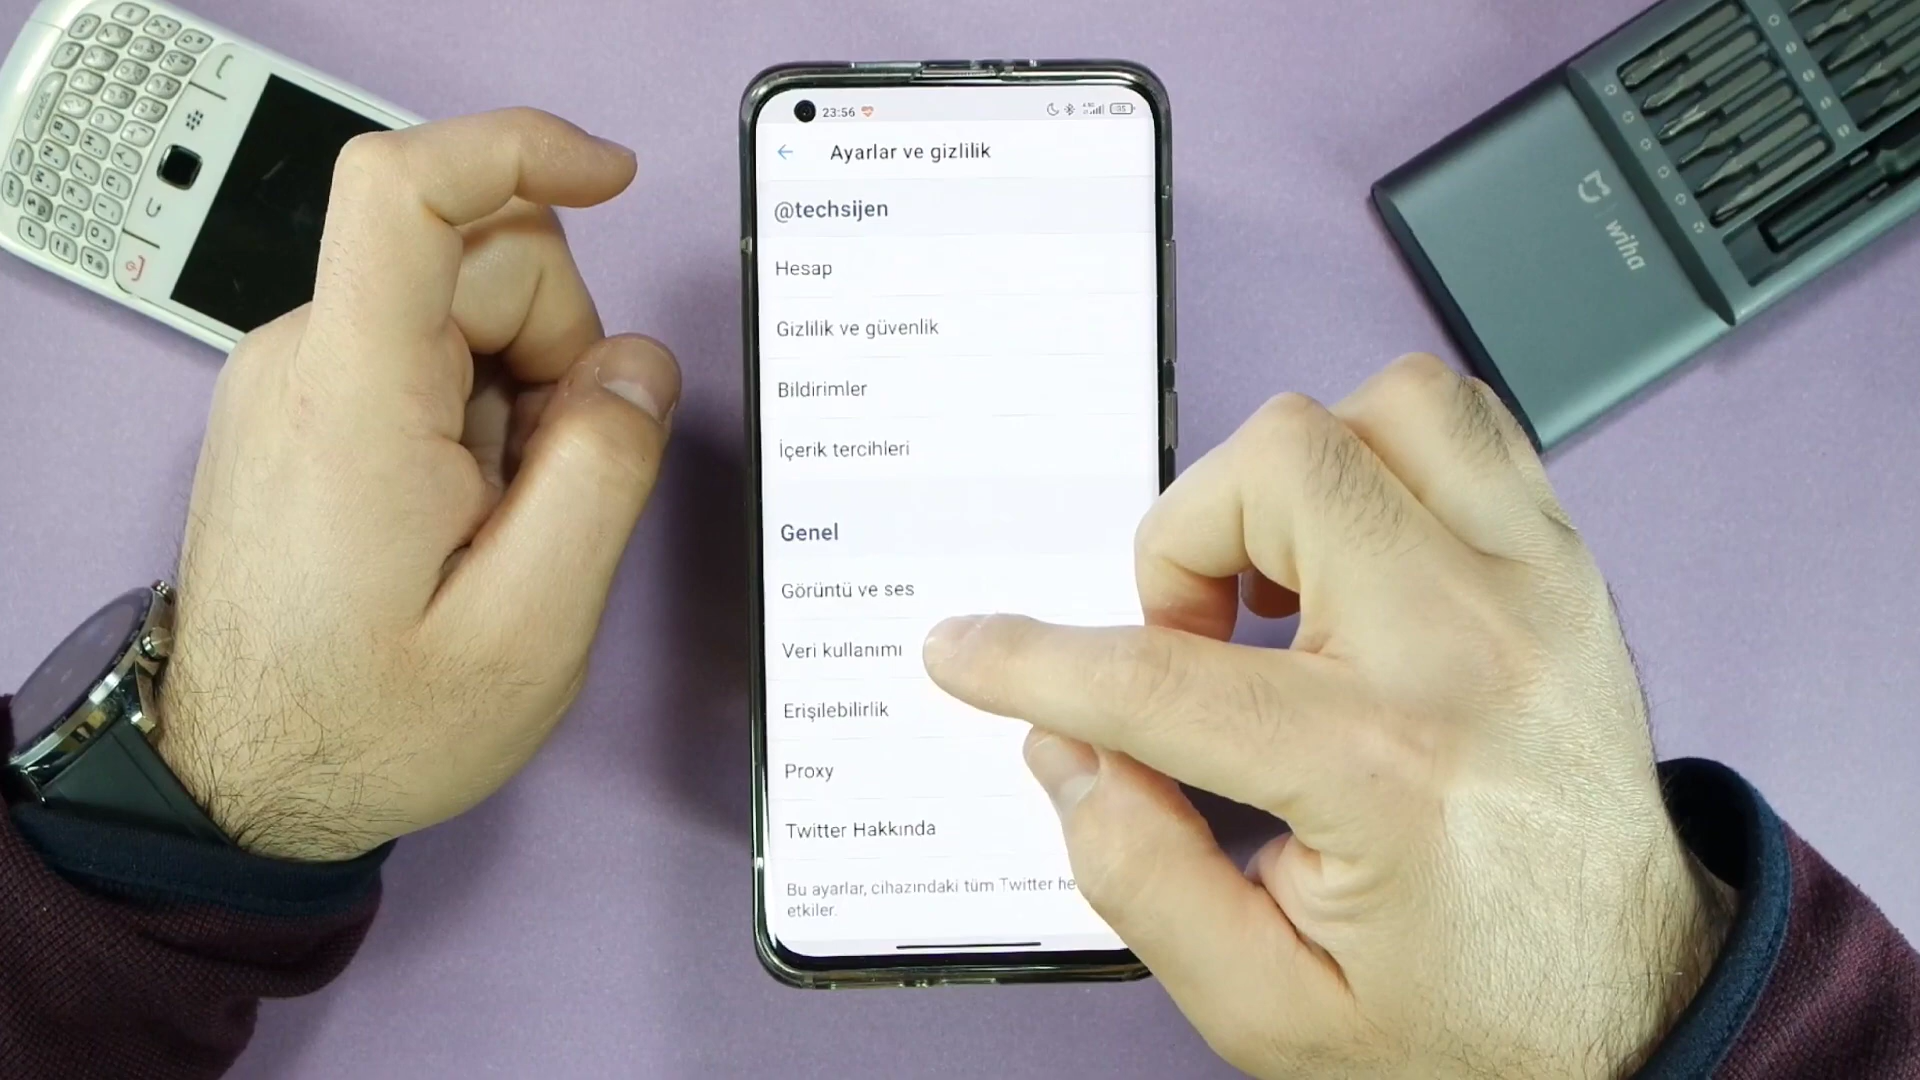 23:56
Ayarlar ve gizlilik
@techsijen
Hesap
Gizlilik ve güvenlik
Bildirimler
İçerik tercihleri
Genel
Görüntü ve ses
Veri kullanımı
Erişilebilirlik
Proxy
Twitter Hakkında
Bu ayarlar, cihazındaki tüm Twitter he
etkiler.
wiha